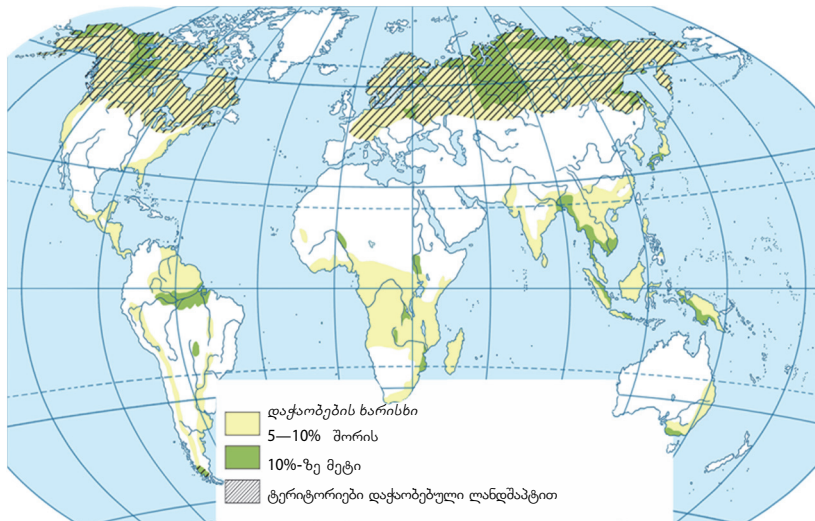 დაჭაობების ხარისხი
5—10% შორის
10%-ზე მეტი
ტერიტორიები დაჭაობებული ლანდშაპტით